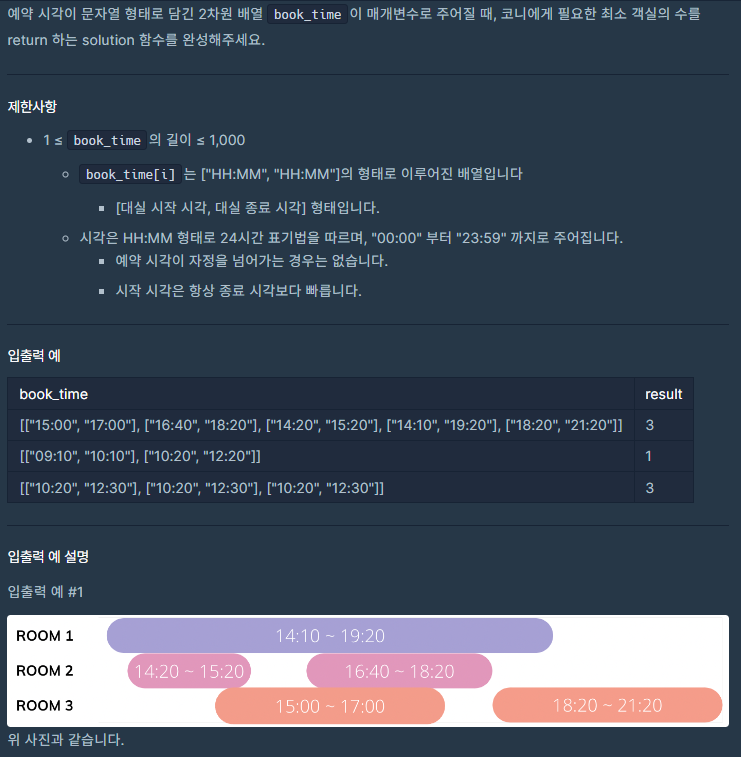 예약 시각이 문자열 형태로 담긴 2차원 배열 book_time 이 매개변수로 주어질 때, 코니에게 필요한 최소 객실의 수를
return 하는 solution 함수를 완성해주세요.
제한사항
1 ≤ book_time 의 길이 ≤ 1,000
book_time[i] 는 ["HH:MM", "HH:MM"]의 형태로 이루어진 배열입니다
[대실 시작 시각, 대실 종료 시각] 형태입니다.
시각은 HH:MM 형태로 24시간 표기법을 따르며, "00:00" 부터 "23:59" 까지로 주어집니다.
예약 시각이 자정을 넘어가는 경우는 없습니다.
시작 시각은 항상 종료 시각보다 빠릅니다.
입출력 예
book_time result
[["15:00", "17:00"], ["16:40", "18:20"], ["14:20", "15:20"], ["14:10", "19:20"], ["18:20", "21:20"]] 3
[["09:10", "10:10"], ["10:20", "12:20"]] 1
[["10:20", "12:30"], ["10:20", "12:30"], ["10:20", "12:30"]] 3
입출력 예 설명
입출력 예 #1
ROOM 1 14:10 ~ 19:20
ROOM 2 14:20 ~ 15:20 16:40 ~ 18:20
ROOM 3 15:00 ~ 17:00 18:20 ~ 21:20
위 사진과 같습니다.